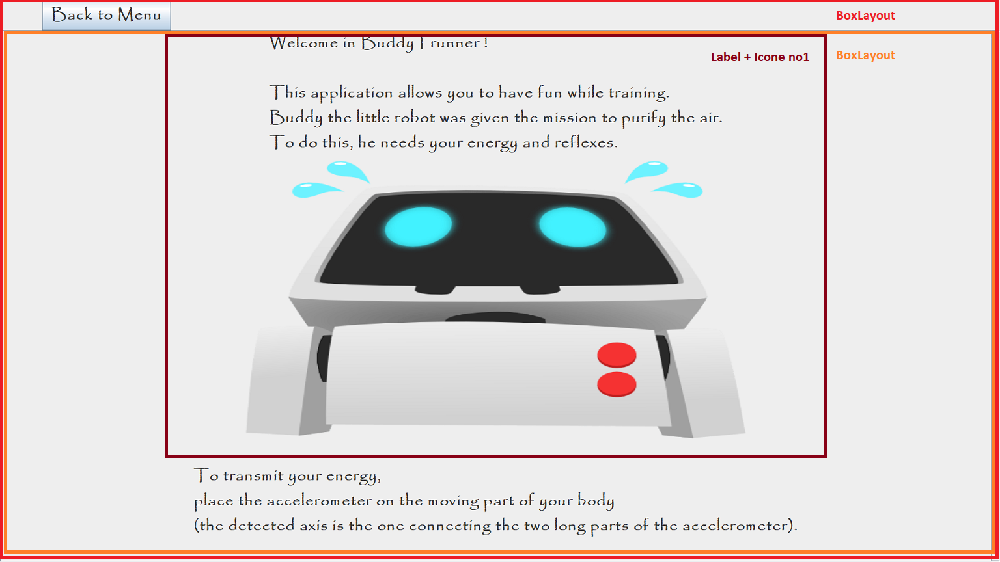 Back to Menu
BoxLayout
Welcome in Buddy Trunner !
Label + Icone no1
BoxLayout
This application allows you to have fun while training.
Buddy the little robot was given the mission to purify the air.
To do this, he needs your energy and reflexes.
To transmit your energy,
place the accelerometer on the moving part of your body
(the detected axis is the one connecting the two long parts of the accelerometer).